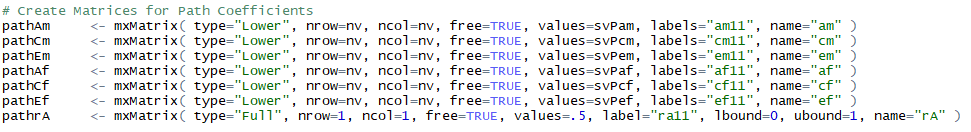 # Create Matrices for Path Coefficients
pathAm <- mxMatrix( type="Lower", nrow=nv, ncol=nv, free=TRUE, values=svPam, labels="am11", name="am" )
pathCm <- mxMatrix( type="Lower", nrow=nv, ncol=nv, free=TRUE, values=svPcm, labels="cm11", name="cm" )
pathEm <- mxMatrix( type="Lower", nrow=nv, ncol=nv, free=TRUE, values=svPem, labels="em11", name="em" )
pathAf <- mxMatrix( type="Lower", nrow=nv, ncol=nv, free=TRUE, values=svPaf, labels="af11", name="af" )
pathCf <- mxMatrix( type="Lower", nrow=nv, ncol=nv, free=TRUE, values=svPcf, labels="cf11", name="cf" )
pathEf <- mxMatrix( type="Lower", nrow=nv, ncol=nv, free=TRUE, values=svPef, labels="ef11", name="ef" )
pathrA <- mxMatrix( type="Full", nrow=1, ncol=1, free=TRUE, values=.5, label="ra11", lbound=0, ubound=1, name="rA" )